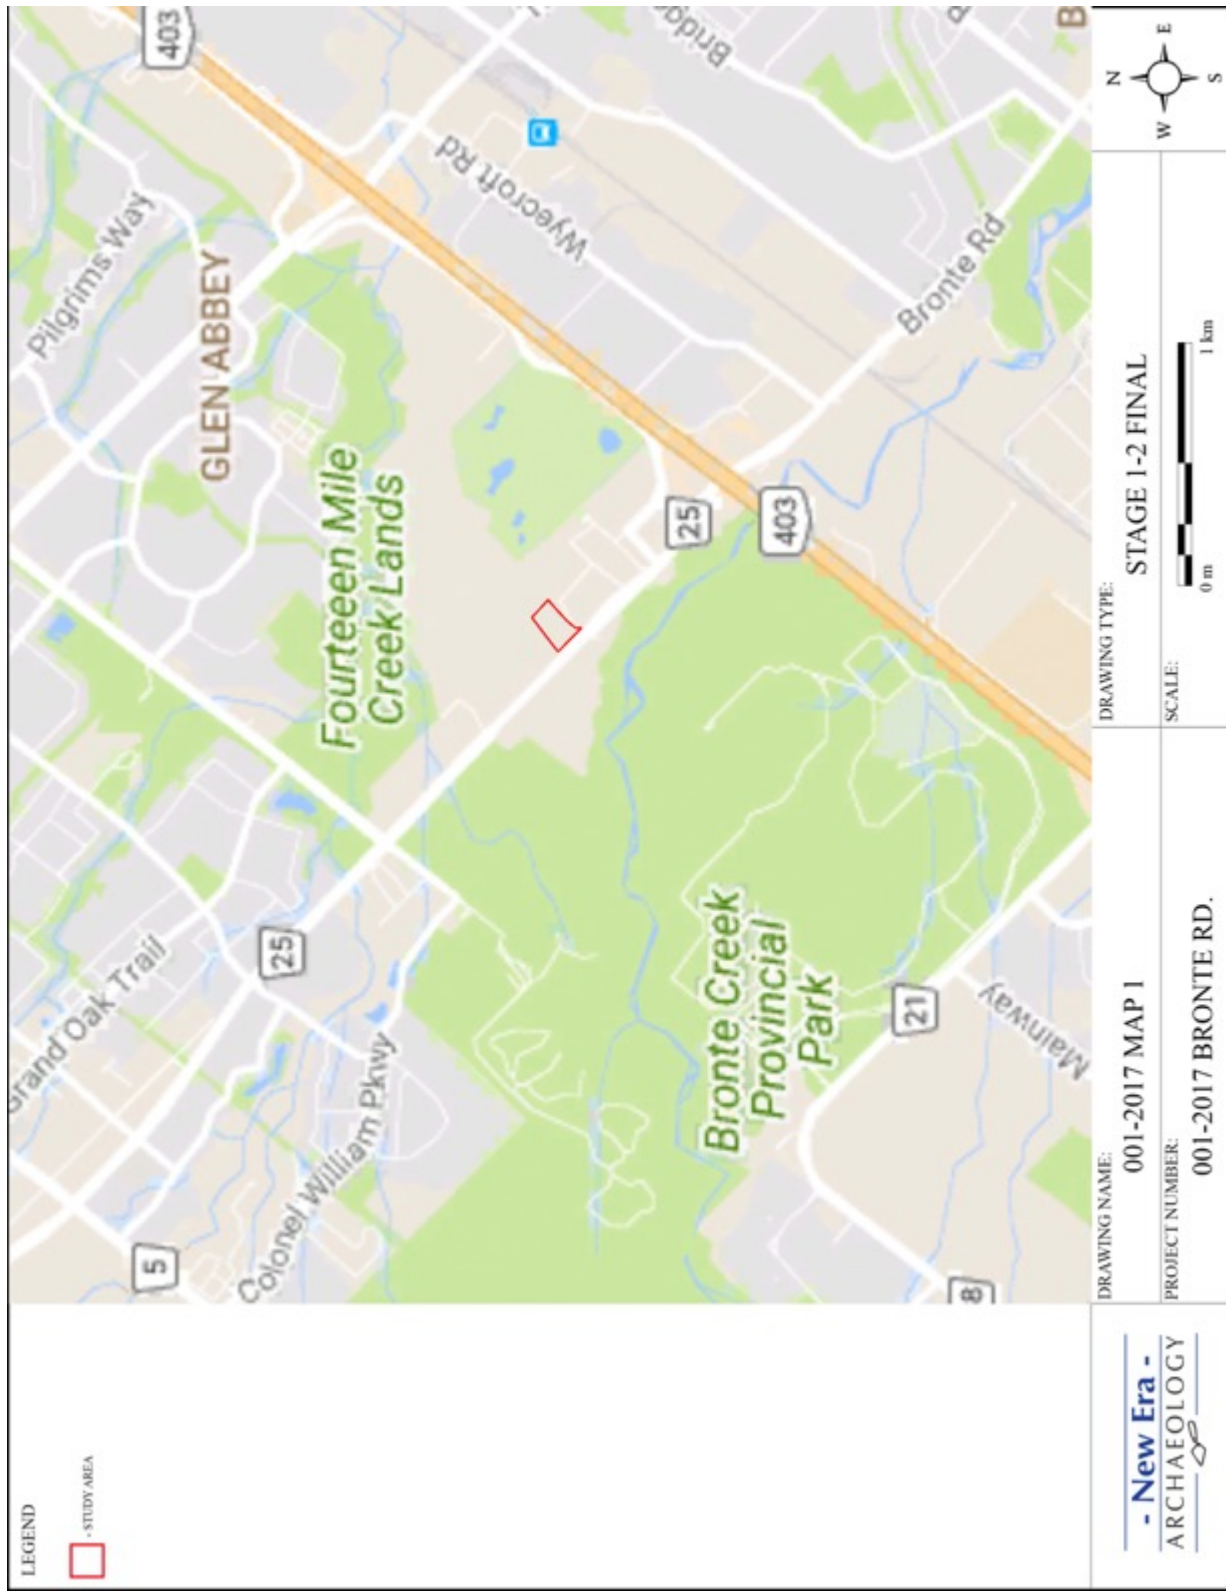 LEGEND
- STUDY AREA
5
Grand Oak Trail
Colonel William Pkwy
25
Pilgrims Way
GLEN ABBEY
403
Fourteen Mile
Creek Lands
Wyecroft Rd
Bridge
25
403
Bronte Rd
Bronte Creek
Provincial
Park
21
Mainway
8
B
- New Era -
ARCHAEOLOGY
DRAWING NAME:
001-2017 MAP 1
PROJECT NUMBER:
001-2017 BRONTE RD.
DRAWING TYPE:
STAGE 1-2 FINAL
SCALE:
0 m
1 km
N
W
E
S